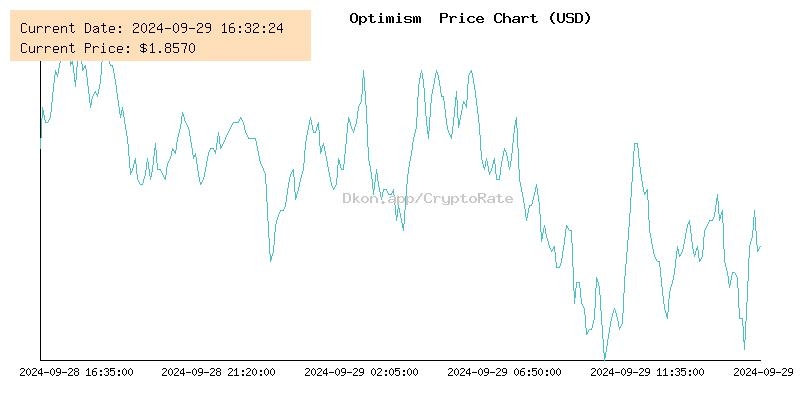 Optimism  Price Chart (USD)
Current Date: 2024-09-29 16:32:24
Current Price: $1.8570
Dkon.app/CryptoRate
2024-09-28 16:35:00 2024-09-28 21:20:00 2024-09-29 02:05:00 2024-09-29 06:50:00 2024-09-29 11:35:00 2024-09-29